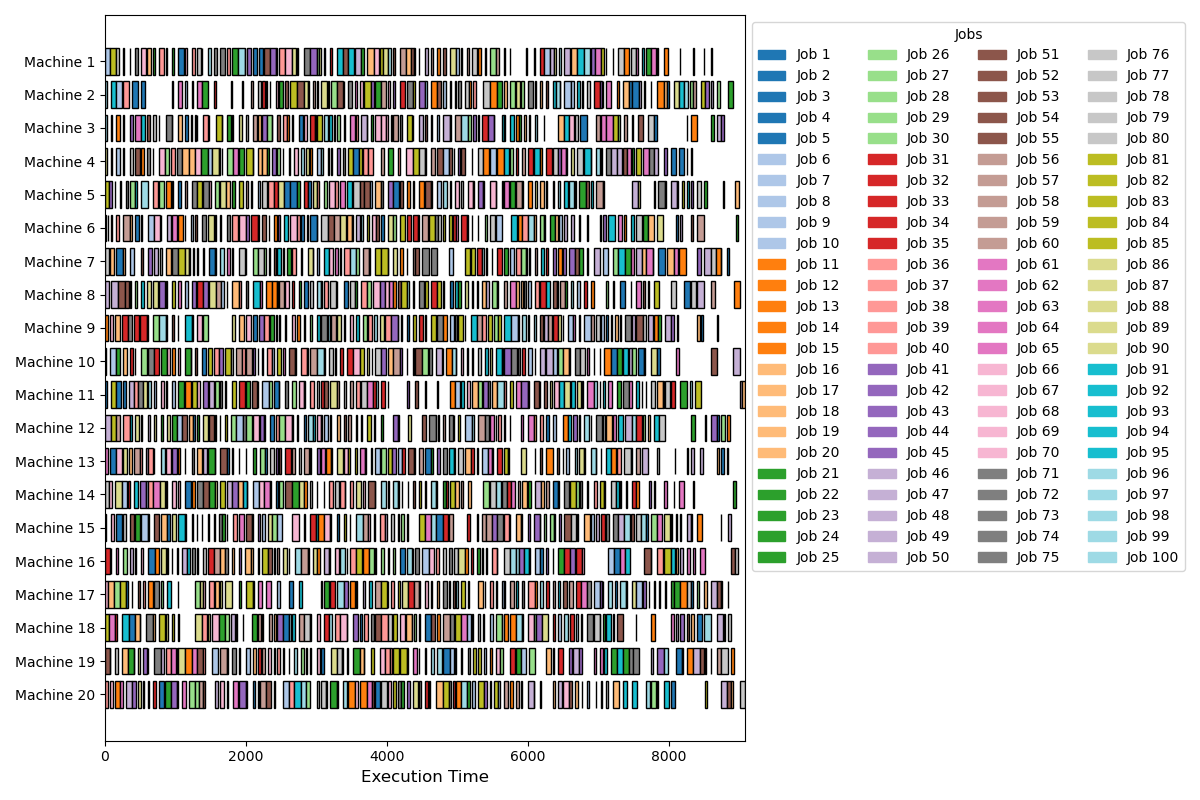 Machine 1
Machine 2
Machine 3
Machine 4
Machine 5
Machine 6
Machine 7
Machine 8
Machine 9
Machine 10
Machine 11
Machine 12
Machine 13
Machine 14
Machine 15
Machine 16
Machine 17
Machine 18
Machine 19
Machine 20
0 2000 4000 6000 8000
Execution Time
Jobs
Job 1 Job 26 Job 51 Job 76
Job 2 Job 27 Job 52 Job 77
Job 3 Job 28 Job 53 Job 78
Job 4 Job 29 Job 54 Job 79
Job 5 Job 30 Job 55 Job 80
Job 6 Job 31 Job 56 Job 81
Job 7 Job 32 Job 57 Job 82
Job 8 Job 33 Job 58 Job 83
Job 9 Job 34 Job 59 Job 84
Job 10 Job 35 Job 60 Job 85
Job 11 Job 36 Job 61 Job 86
Job 12 Job 37 Job 62 Job 87
Job 13 Job 38 Job 63 Job 88
Job 14 Job 39 Job 64 Job 89
Job 15 Job 40 Job 65 Job 90
Job 16 Job 41 Job 66 Job 91
Job 17 Job 42 Job 67 Job 92
Job 18 Job 43 Job 68 Job 93
Job 19 Job 44 Job 69 Job 94
Job 20 Job 45 Job 70 Job 95
Job 21 Job 46 Job 71 Job 96
Job 22 Job 47 Job 72 Job 97
Job 23 Job 48 Job 73 Job 98
Job 24 Job 49 Job 74 Job 99
Job 25 Job 50 Job 75 Job 100